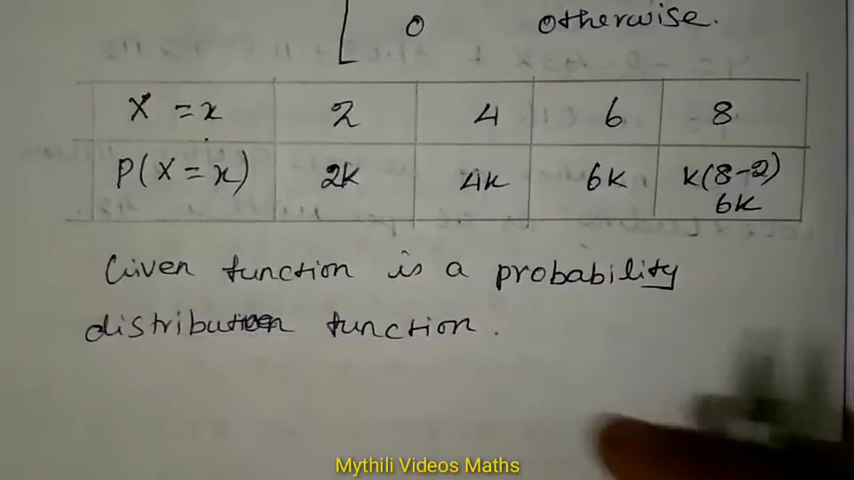 0 otherwise.
X = x 2 4 6 8
P(X = x) 2k 4k 6k k(8-2)
6k
Given function is a probability
distribution function.
Mythili Videos Maths